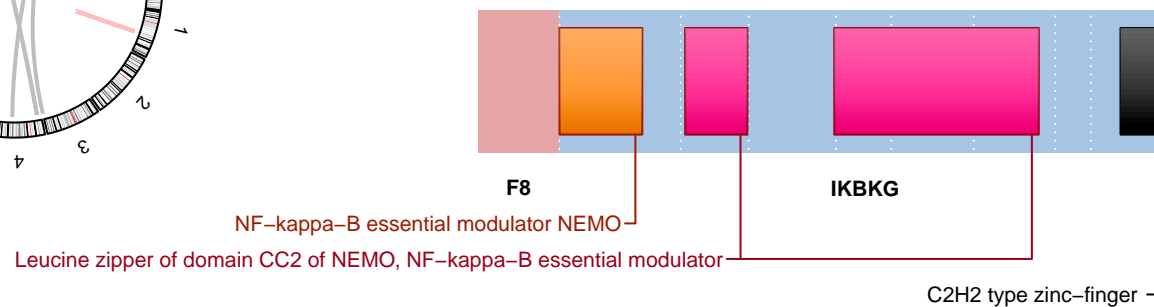 1
2
3
4
F8
IKBKG
NF−kappa−B essential modulator NEMO
Leucine zipper of domain CC2 of NEMO, NF−kappa−B essential modulator
C2H2 type zinc−finger